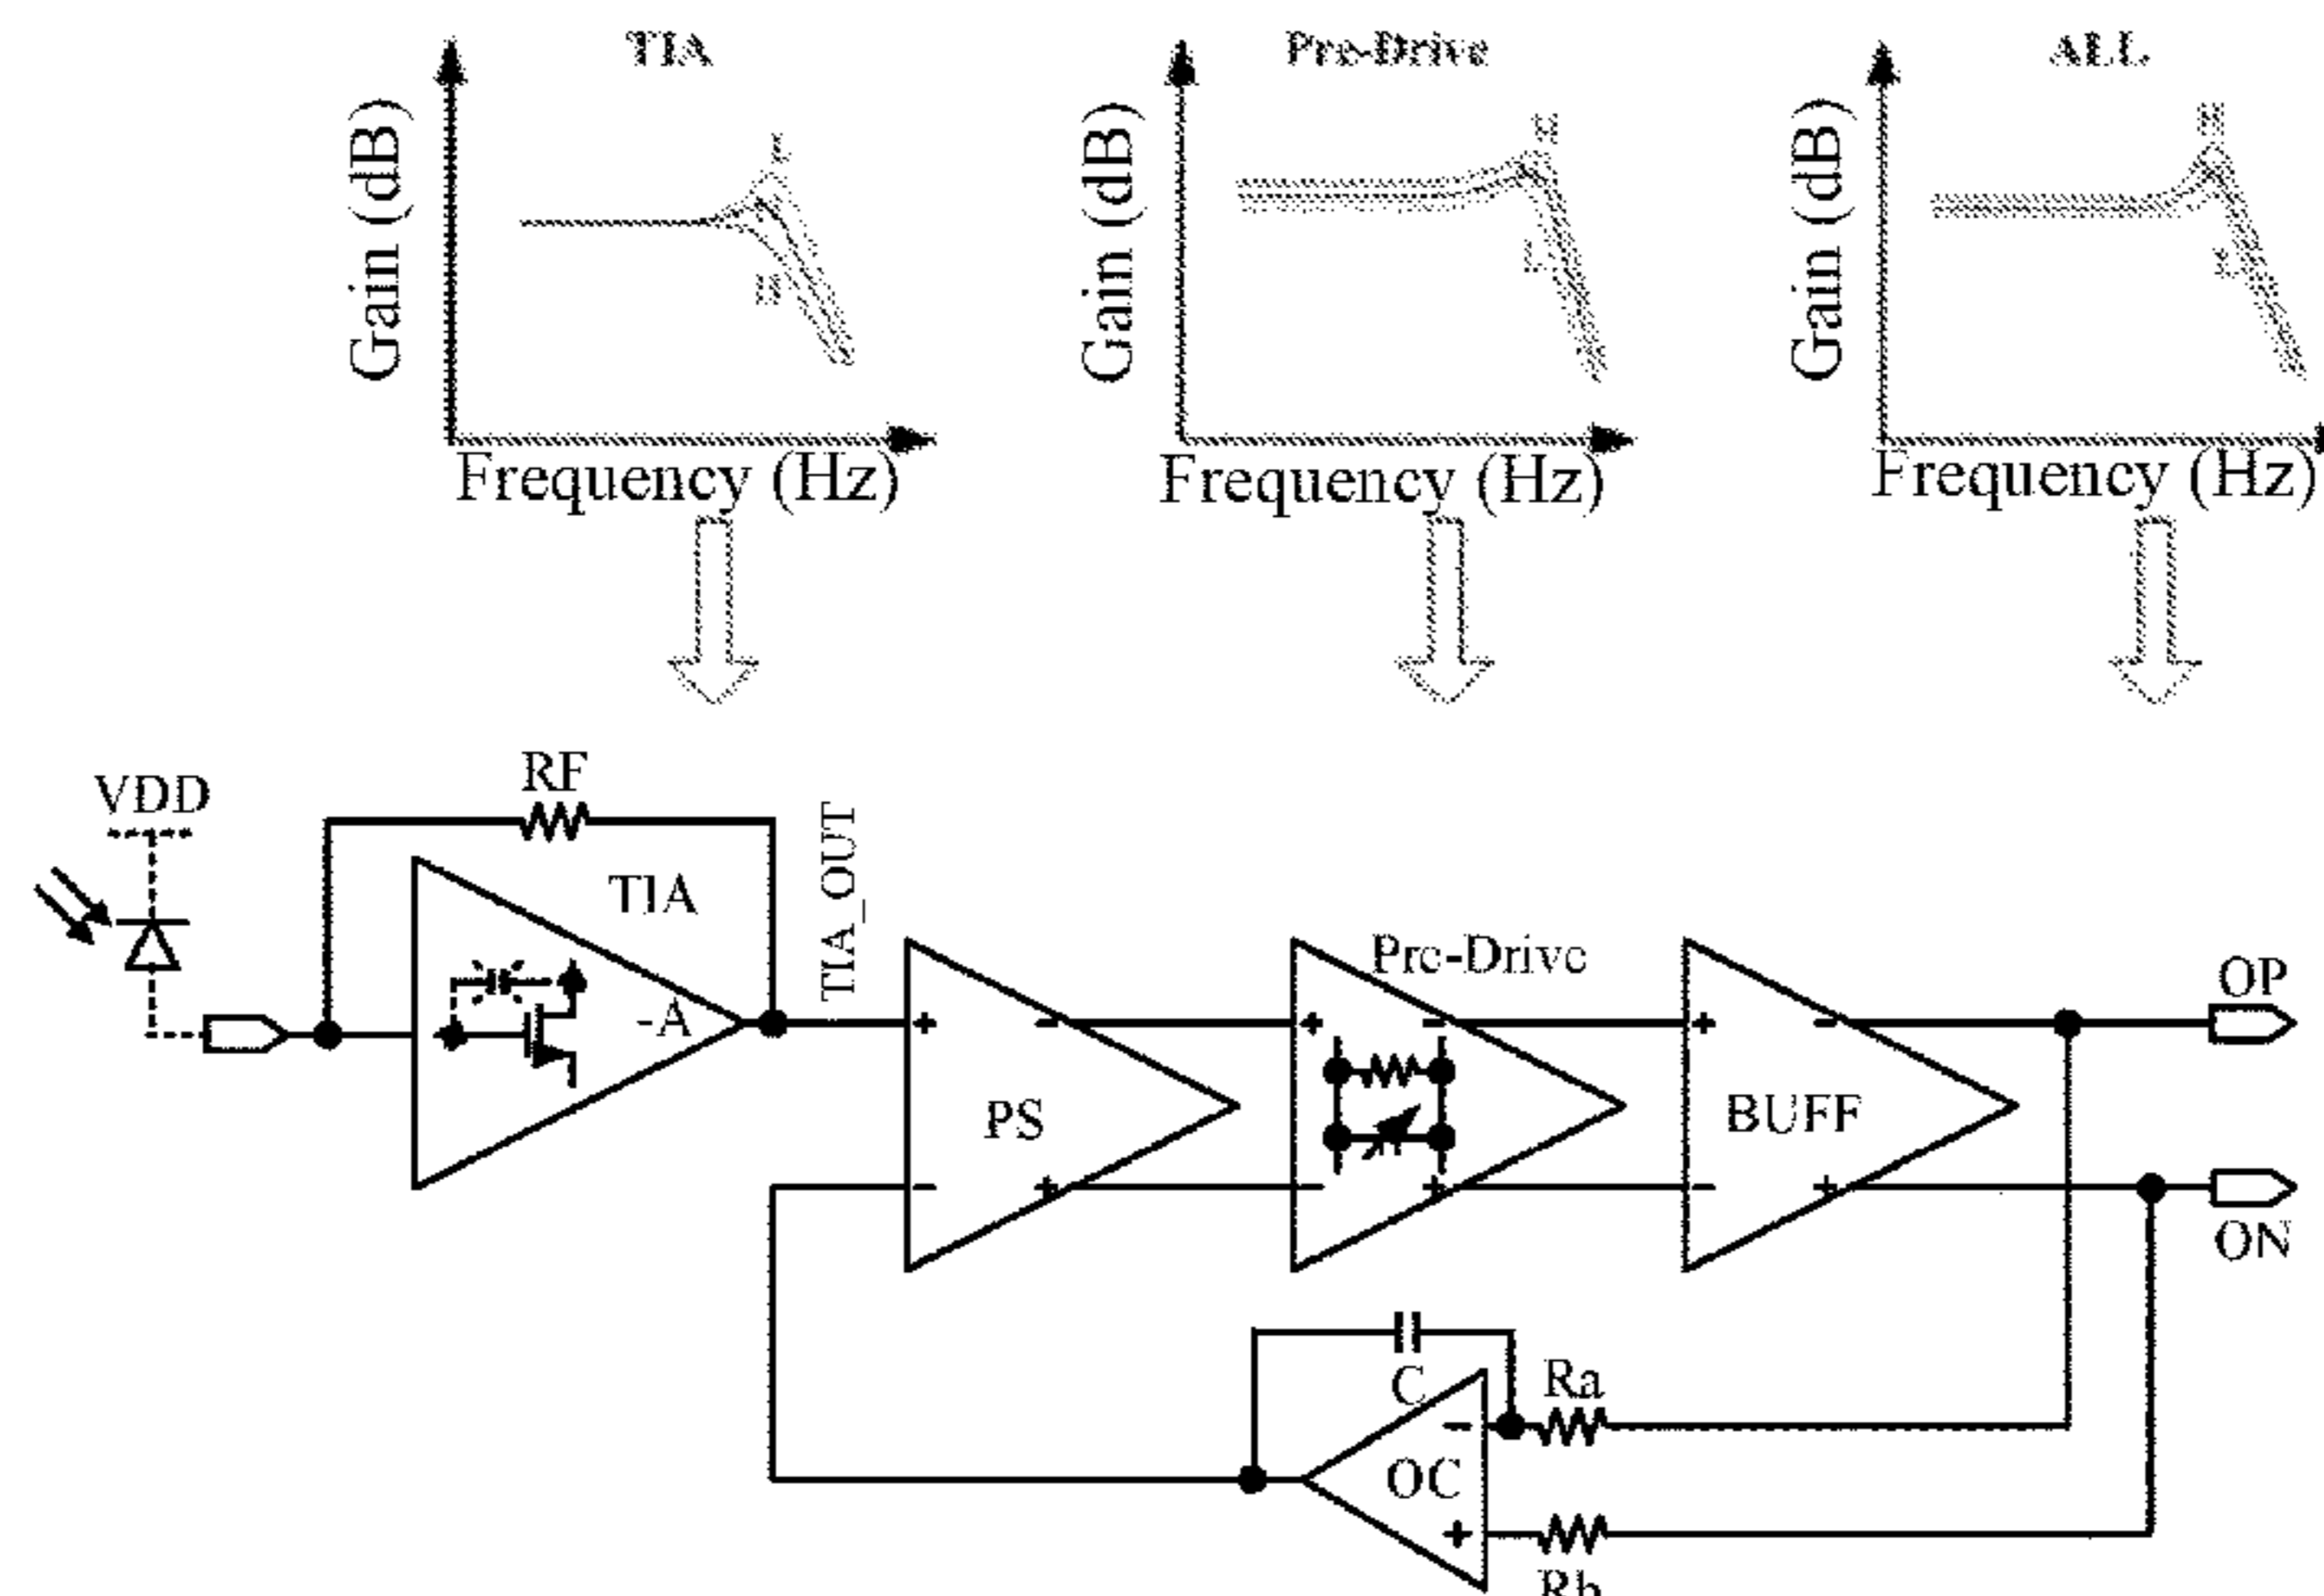 TIA
Pre-Drive
ALL
Gain (dB)
Gain (dB)
Gain (dB)
Frequency (Hz)
Frequency (Hz)
Frequency (Hz)
VDD
RF
TIA
TIA_OUT
-A
Pre-Drive
OP
+
-
+
-
+
-
PS
BUFF
-
+
-
+
-
+
ON
C
Ra
-
OC
+
Rb